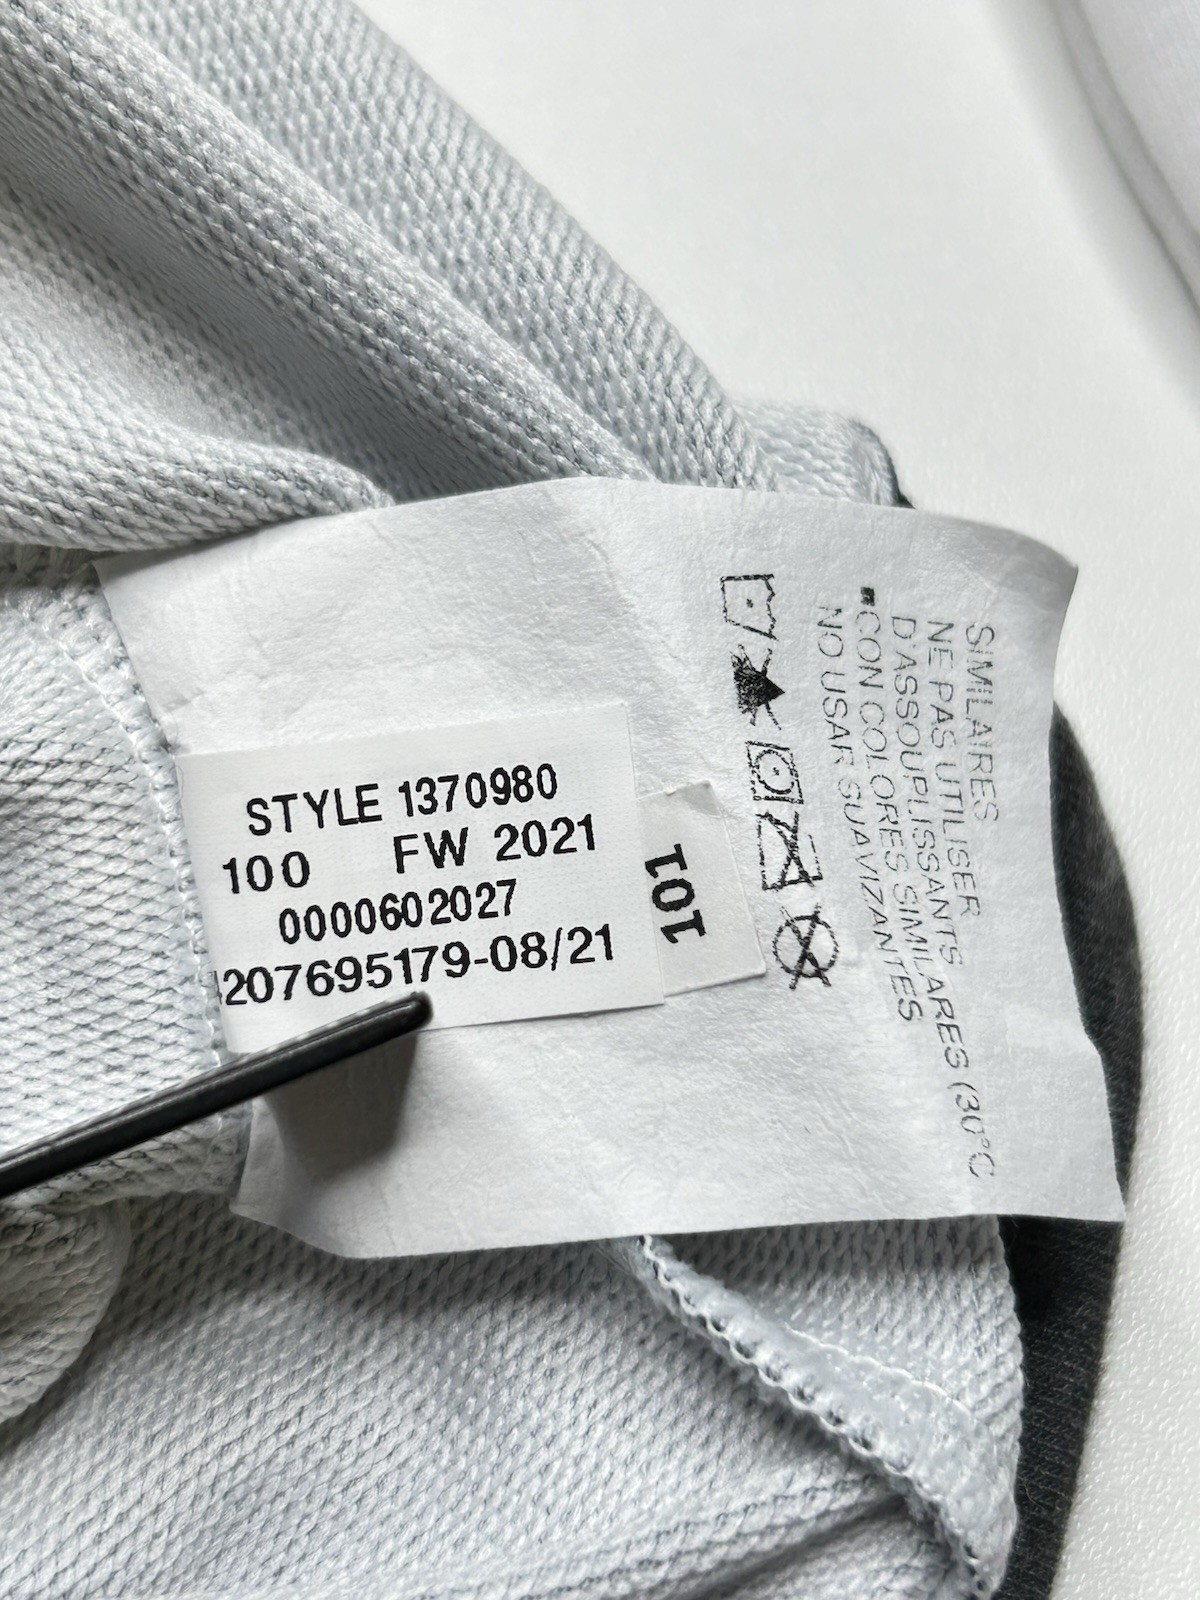 STYLE 1370980
100 FW 2021
0000602027
207695179-08/21
101
SIMILAIRES
NE PAS UTILISER
D'ASSOUPLISSANTS
▪CON COLORES SIMILARES (30°C
NO USAR SUAVIZANTES